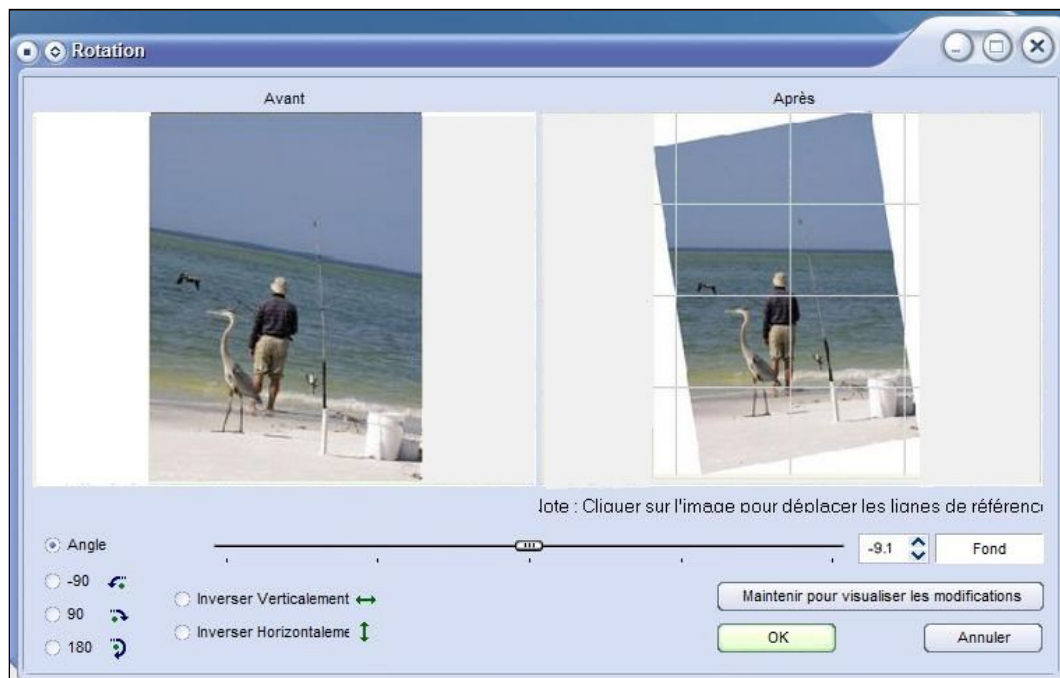 Rotation
Avant
Après
lote : Cliquer sur l'image pour déplacer les lignes de référenc
Angle
-9.1
Fond
-90
90
180
Inverser Verticalement
Inverser Horizontaleme
Maintenir pour visualiser les modifications
OK
Annuler